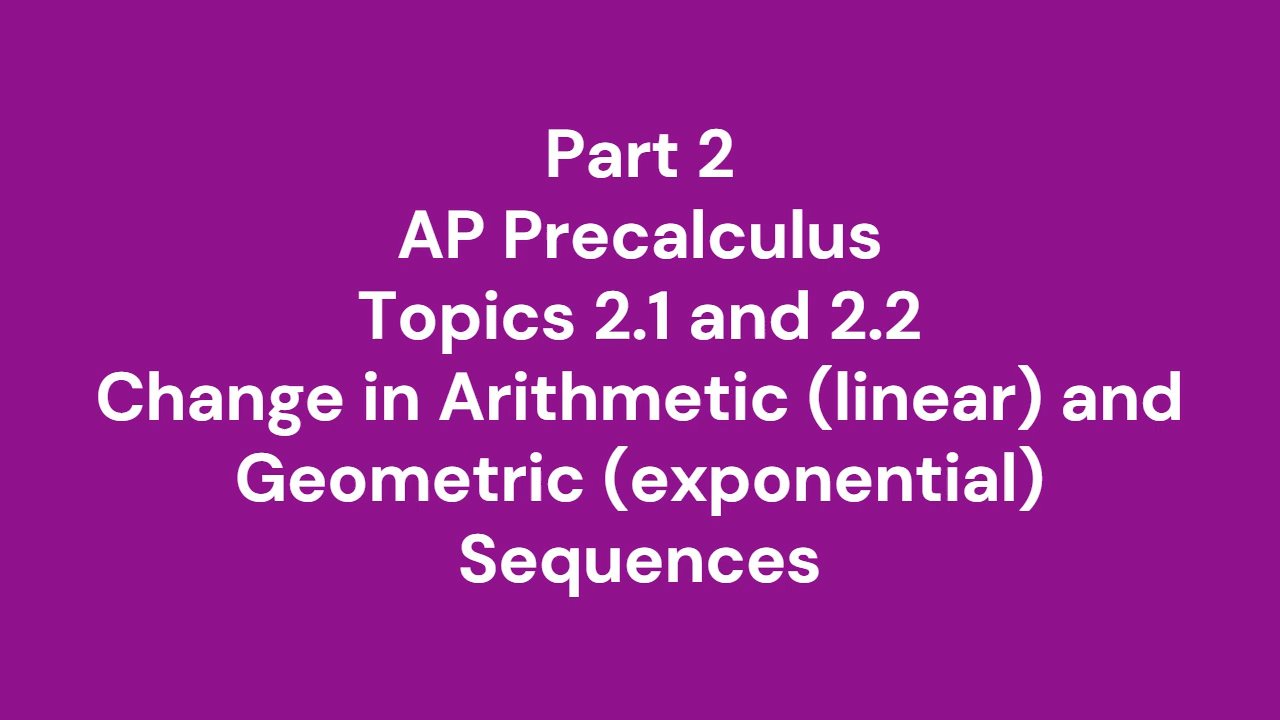 Part 2
AP Precalculus
Topics 2.1 and 2.2
Change in Arithmetic (linear) and
Geometric (exponential)
Sequences